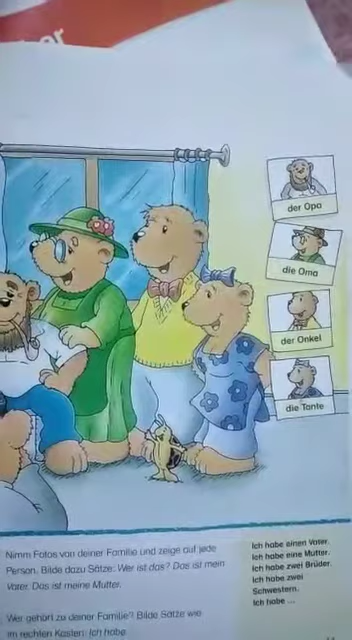 der Opa
die Oma
der Onkel
die Tante
Nimm Fotos von deiner Familie und zeige auf jede
Person. Bilde dazu Sätze: Wer ist das? Das ist mein
Vater. Das ist meine Mutter.
Wer gehört zu deiner Familie? Bilde Sätze wie
im rechten Kasten: Ich habe
Ich habe einen Vater.
Ich habe eine Mutter.
Ich habe zwei Brüder.
Ich habe zwei
Schwestern.
Ich habe ...